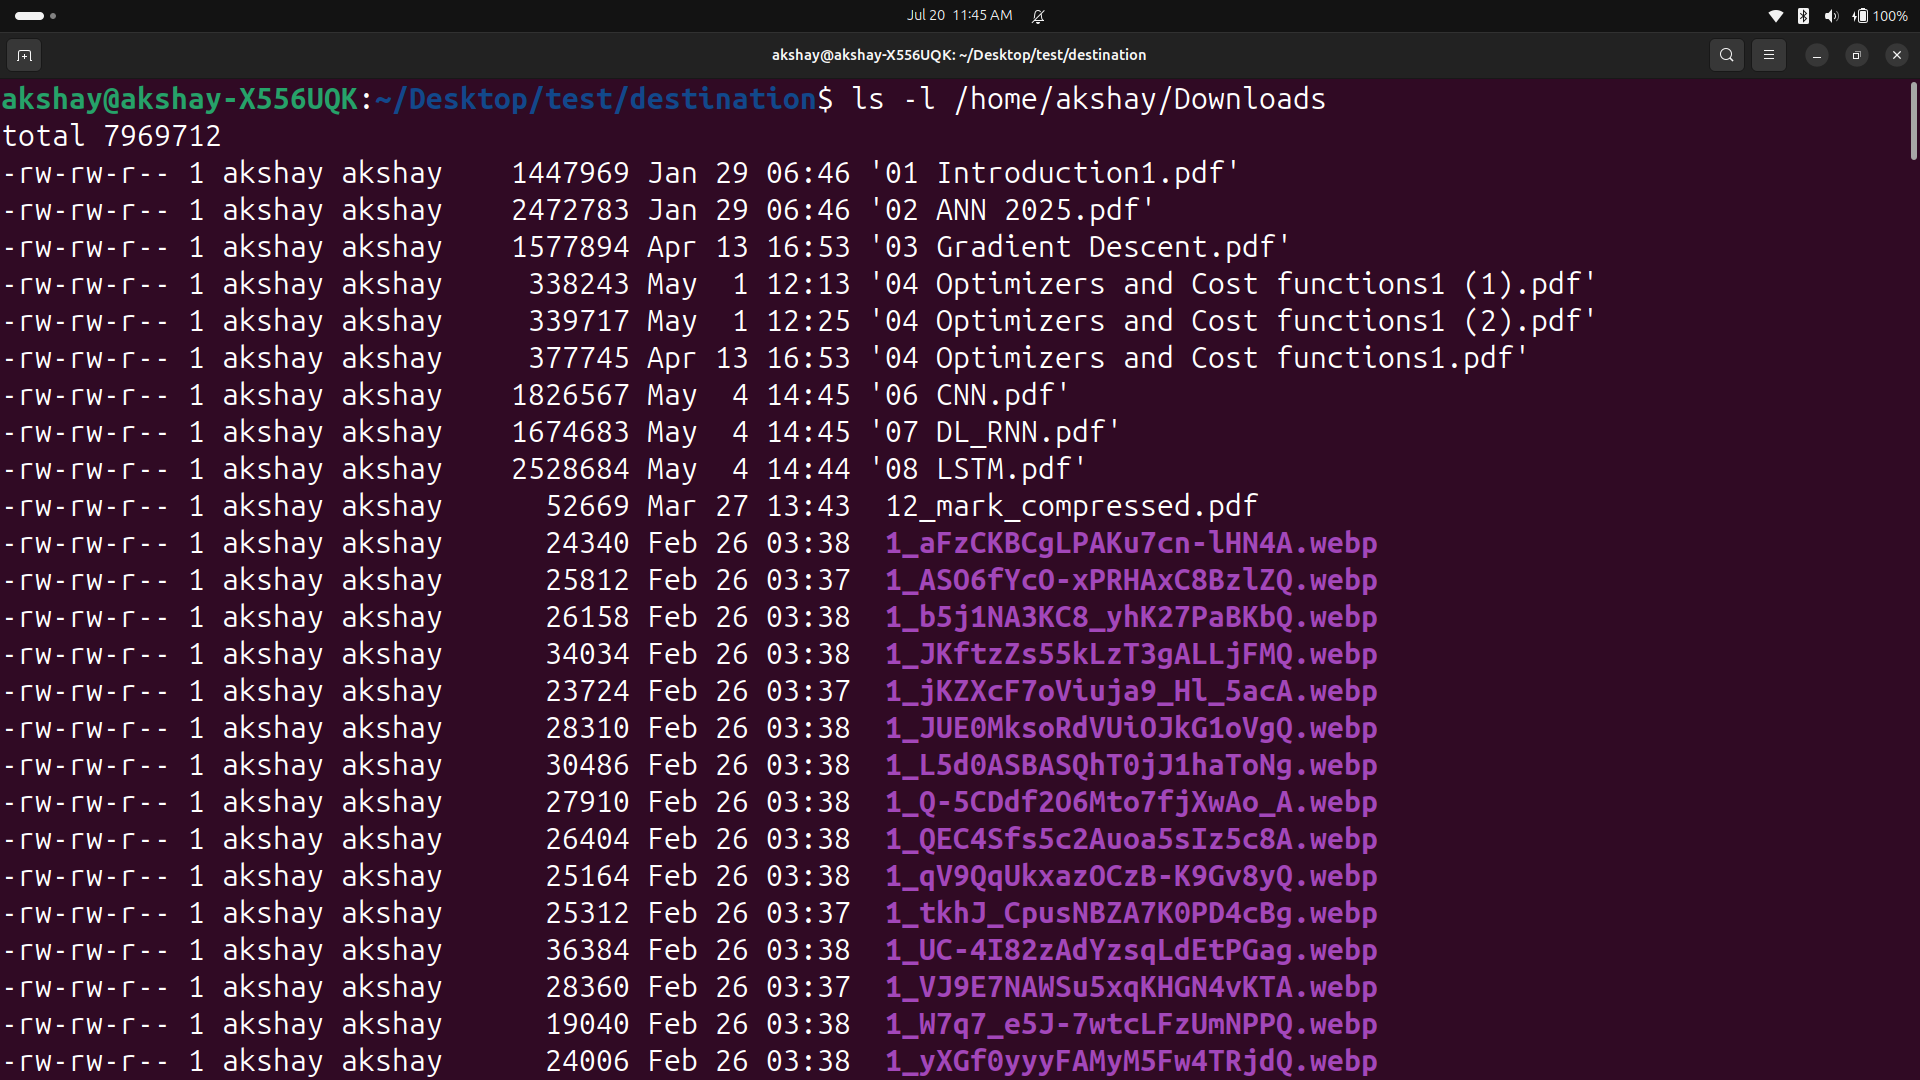 Jul 20 11:45 AM
100%
akshay@akshay-X556UQK: ~/Desktop/test/destination
akshay@akshay-X556UQK:~/Desktop/test/destination$ ls -l /home/akshay/Downloads
total 7969712
-rw-rw-r-- 1 akshay akshay 1447969 Jan 29 06:46 '01 Introduction1.pdf'
-rw-rw-r-- 1 akshay akshay 2472783 Jan 29 06:46 '02 ANN 2025.pdf'
-rw-rw-r-- 1 akshay akshay 1577894 Apr 13 16:53 '03 Gradient Descent.pdf'
-rw-rw-r-- 1 akshay akshay 338243 May 1 12:13 '04 Optimizers and Cost functions1 (1).pdf'
-rw-rw-r-- 1 akshay akshay 339717 May 1 12:25 '04 Optimizers and Cost functions1 (2).pdf'
-rw-rw-r-- 1 akshay akshay 377745 Apr 13 16:53 '04 Optimizers and Cost functions1.pdf'
-rw-rw-r-- 1 akshay akshay 1826567 May 4 14:45 '06 CNN.pdf'
-rw-rw-r-- 1 akshay akshay 1674683 May 4 14:45 '07 DL_RNN.pdf'
-rw-rw-r-- 1 akshay akshay 2528684 May 4 14:44 '08 LSTM.pdf'
-rw-rw-r-- 1 akshay akshay 52669 Mar 27 13:43 12_mark_compressed.pdf
-rw-rw-r-- 1 akshay akshay 24340 Feb 26 03:38 1_aFzCKBCgLPAKu7cn-lHN4A.webp
-rw-rw-r-- 1 akshay akshay 25812 Feb 26 03:37 1_ASO6fYcO-xPRHAxC8BzlZQ.webp
-rw-rw-r-- 1 akshay akshay 26158 Feb 26 03:38 1_b5j1NA3KC8_yhK27PaBKbQ.webp
-rw-rw-r-- 1 akshay akshay 34034 Feb 26 03:38 1_JKftzZs55kLzT3gALLjFMQ.webp
-rw-rw-r-- 1 akshay akshay 23724 Feb 26 03:37 1_jKZXcF7oViuja9_Hl_5acA.webp
-rw-rw-r-- 1 akshay akshay 28310 Feb 26 03:38 1_JUE0MksoRdVUiOJkG1oVgQ.webp
-rw-rw-r-- 1 akshay akshay 30486 Feb 26 03:38 1_L5d0ASBASQhT0jJ1haToNg.webp
-rw-rw-r-- 1 akshay akshay 27910 Feb 26 03:38 1_Q-5CDdf2O6Mto7fjXwAo_A.webp
-rw-rw-r-- 1 akshay akshay 26404 Feb 26 03:38 1_QEC4Sfs5c2Auoa5sIz5c8A.webp
-rw-rw-r-- 1 akshay akshay 25164 Feb 26 03:38 1_qV9QqUkxazOCzB-K9Gv8yQ.webp
-rw-rw-r-- 1 akshay akshay 25312 Feb 26 03:37 1_tkhJ_CpusNBZA7K0PD4cBg.webp
-rw-rw-r-- 1 akshay akshay 36384 Feb 26 03:38 1_UC-4I82zAdYzsqLdEtPGag.webp
-rw-rw-r-- 1 akshay akshay 28360 Feb 26 03:37 1_VJ9E7NAWSu5xqKHGN4vKTA.webp
-rw-rw-r-- 1 akshay akshay 19040 Feb 26 03:38 1_W7q7_e5J-7wtcLFzUmNPPQ.webp
-rw-rw-r-- 1 akshay akshay 24006 Feb 26 03:38 1_yXGf0yyyFAMyM5Fw4TRjdQ.webp